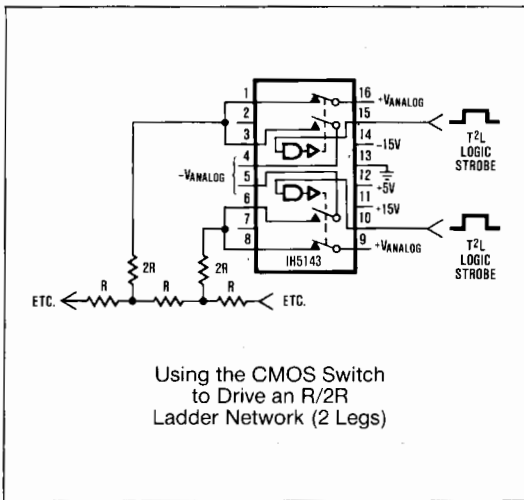 1
2
3
4
5
6
7
8
16 +VANALOG
15
14 -15V
13
12 +5V
11 +15V
10
9 +VANALOG
-VANALOG
IH5143
T²L
LOGIC
STROBE
T²L
LOGIC
STROBE
2R
2R
ETC.
R
R
R
ETC.
Using the CMOS Switch
to Drive an R/2R
Ladder Network (2 Legs)